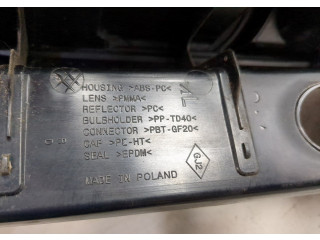 HOUSING >ABS-PC<
LENS >PMMA<
REFLECTOR >PC<
BULBHOLDER >PP-TD40<
CONNECTOR >PBT-GF20<
CAP >PC-HT<
SEAL >EPDM<
GJ2
MADE IN POLAND